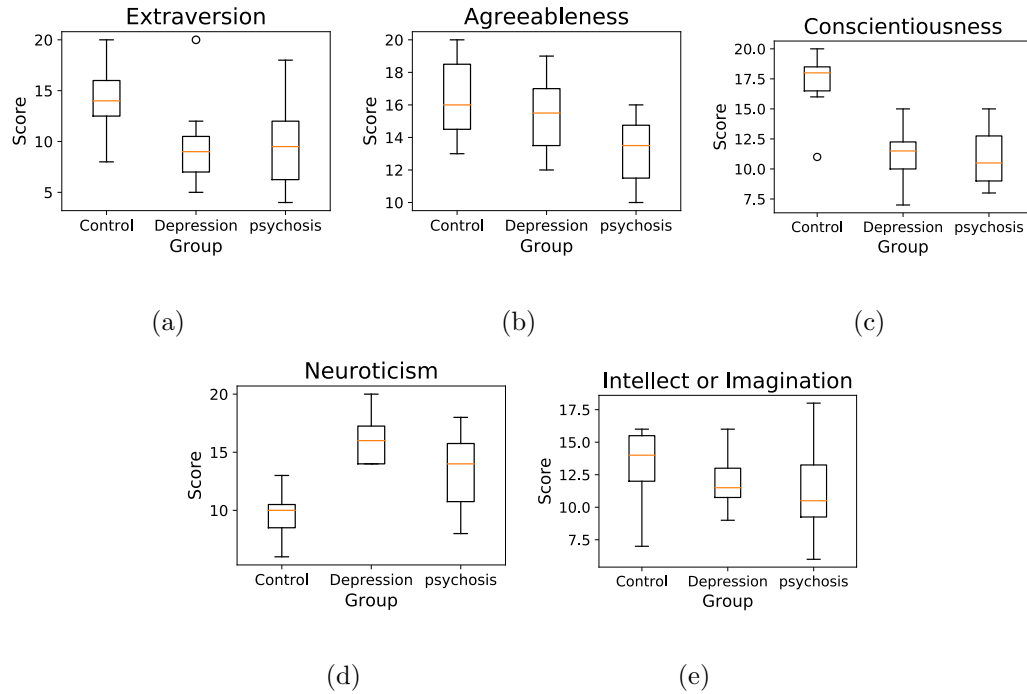 Extraversion
20
15
10
5
Score
Control Depression psychosis
Group
(a)
Agreeableness
20
18
16
14
12
10
Score
Control Depression psychosis
Group
(b)
Conscientiousness
20.0
17.5
15.0
12.5
10.0
7.5
Score
Control Depression psychosis
Group
(c)
Neuroticism
20
15
10
Score
Control Depression psychosis
Group
(d)
Intellect or Imagination
17.5
15.0
12.5
10.0
7.5
Score
Control Depression psychosis
Group
(e)